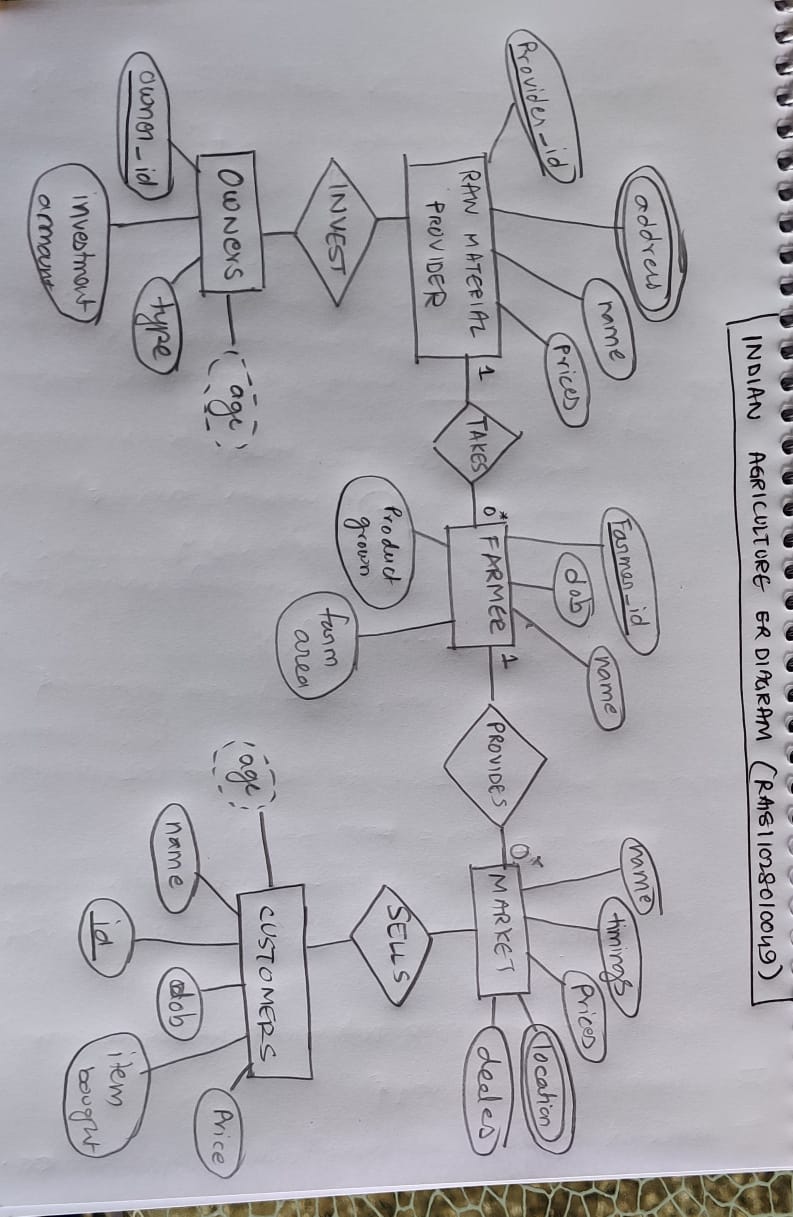 INDIAN AGRICULTURE ER DIAGRAM
address
name
Provider_id
Prices
Farmer_id
dob
name
name
timings
Prices
location
deales
RAW MATERIAL
PROVIDER
1
TAKES
0*
FARMER
1
PROVIDES
0*
MARKET
Product
grown
farm
area
INVEST
SELLS
OWNERS
age
owner_id
investment
amount
type
age
CUSTOMERS
name
id
dob
item
bought
Price